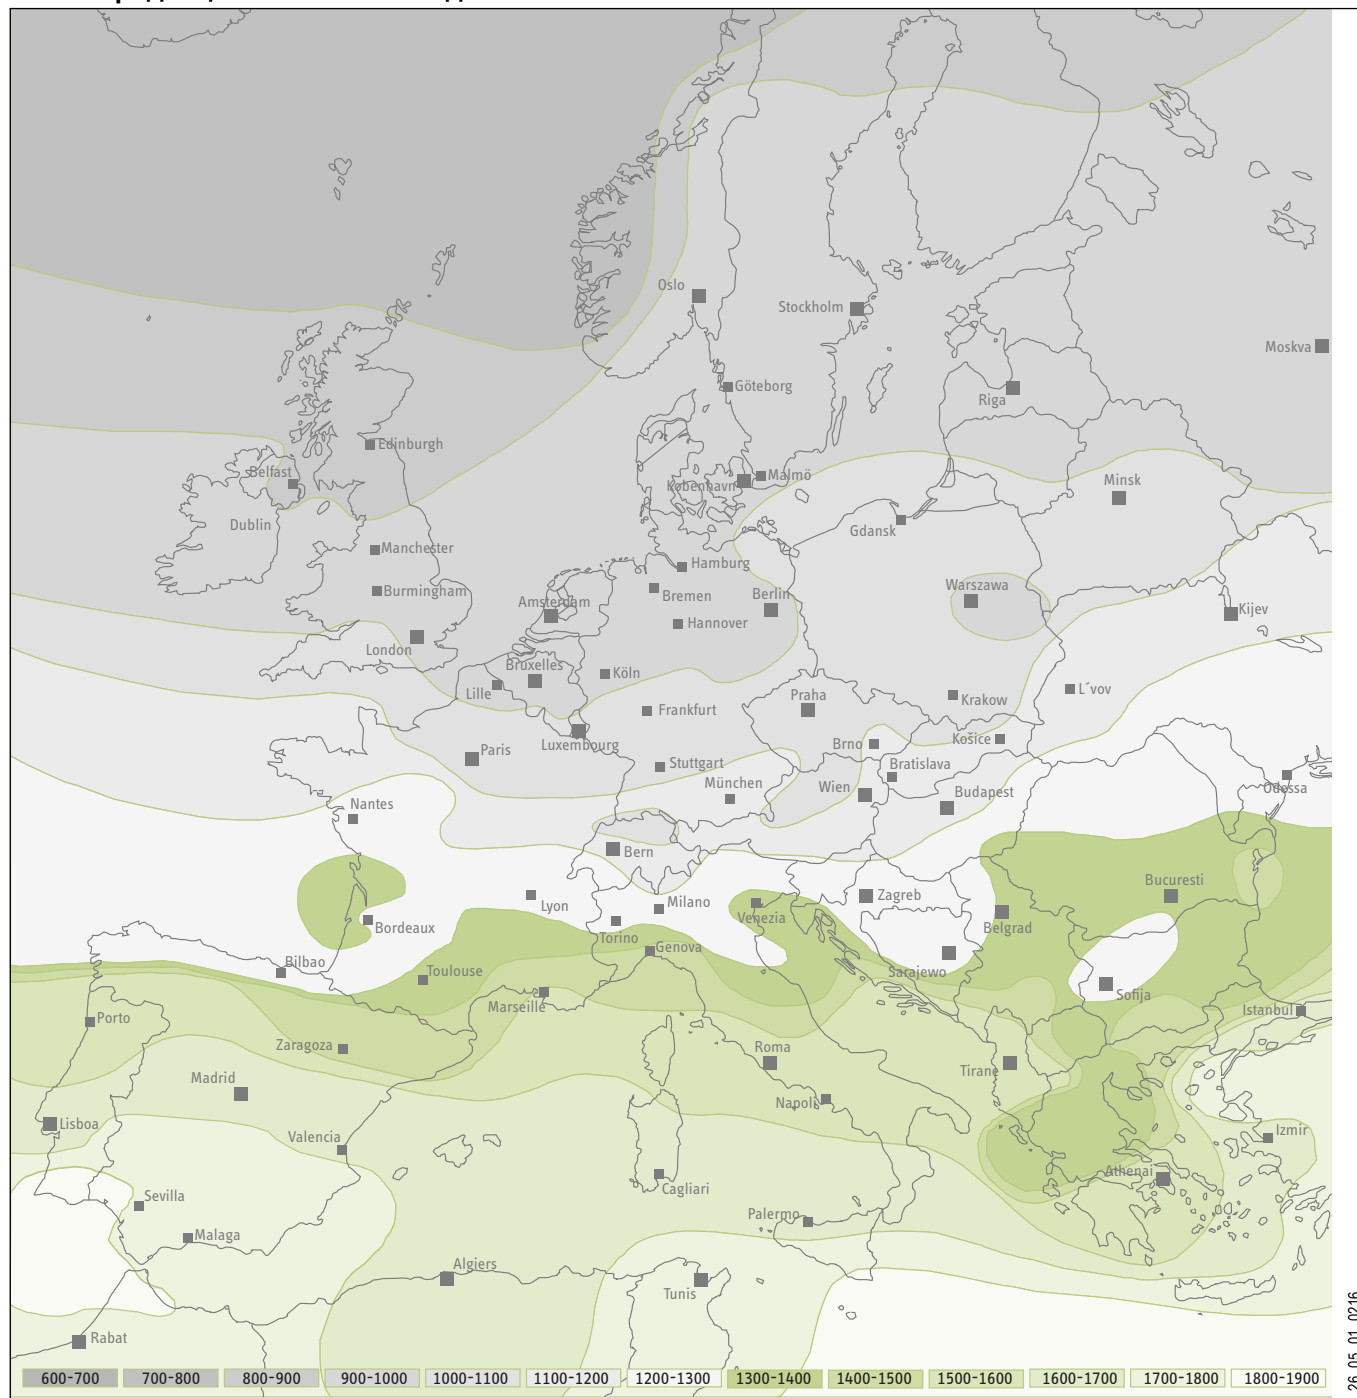 Oslo
Stockholm
Moskva
Göteborg
Riga
Edinburgh
Belfast
Malmö
København
Minsk
Gdansk
Dublin
Manchester
Hamburg
Burmingham
Bremen
Berlin
Warszawa
Amsterdam
Kijev
Hannover
London
Bruxelles
Köln
Lille
L´vov
Praha
Krakow
Frankfurt
Luxembourg
Paris
Brno
Košice
Stuttgart
Bratislava
München
Wien
Budapest
Odessa
Nantes
Bern
Bucuresti
Lyon
Milano
Venezia
Zagreb
Bordeaux
Torino
Belgrad
Genova
Bilbao
Toulouse
Sarajewo
Sofija
Marseille
Istanbul
Porto
Zaragoza
Roma
Tirane
Madrid
Napoli
Lisboa
Valencia
Izmir
Athenai
Cagliari
Sevilla
Palermo
Malaga
Algiers
Tunis
Rabat
600-700 700-800 800-900 900-1000 1000-1100 1100-1200 1200-1300 1300-1400 1400-1500 1500-1600 1600-1700 1700-1800 1800-1900
26_05_01_0216